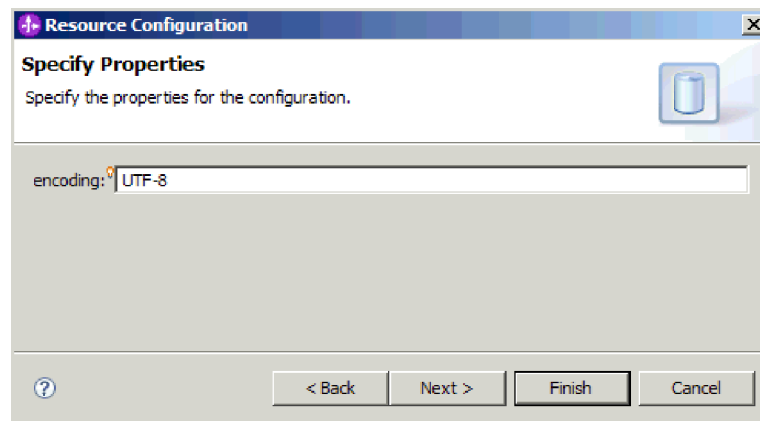 Resource Configuration
Specify Properties
Specify the properties for the configuration.
encoding: UTF-8
< Back Next > Finish Cancel